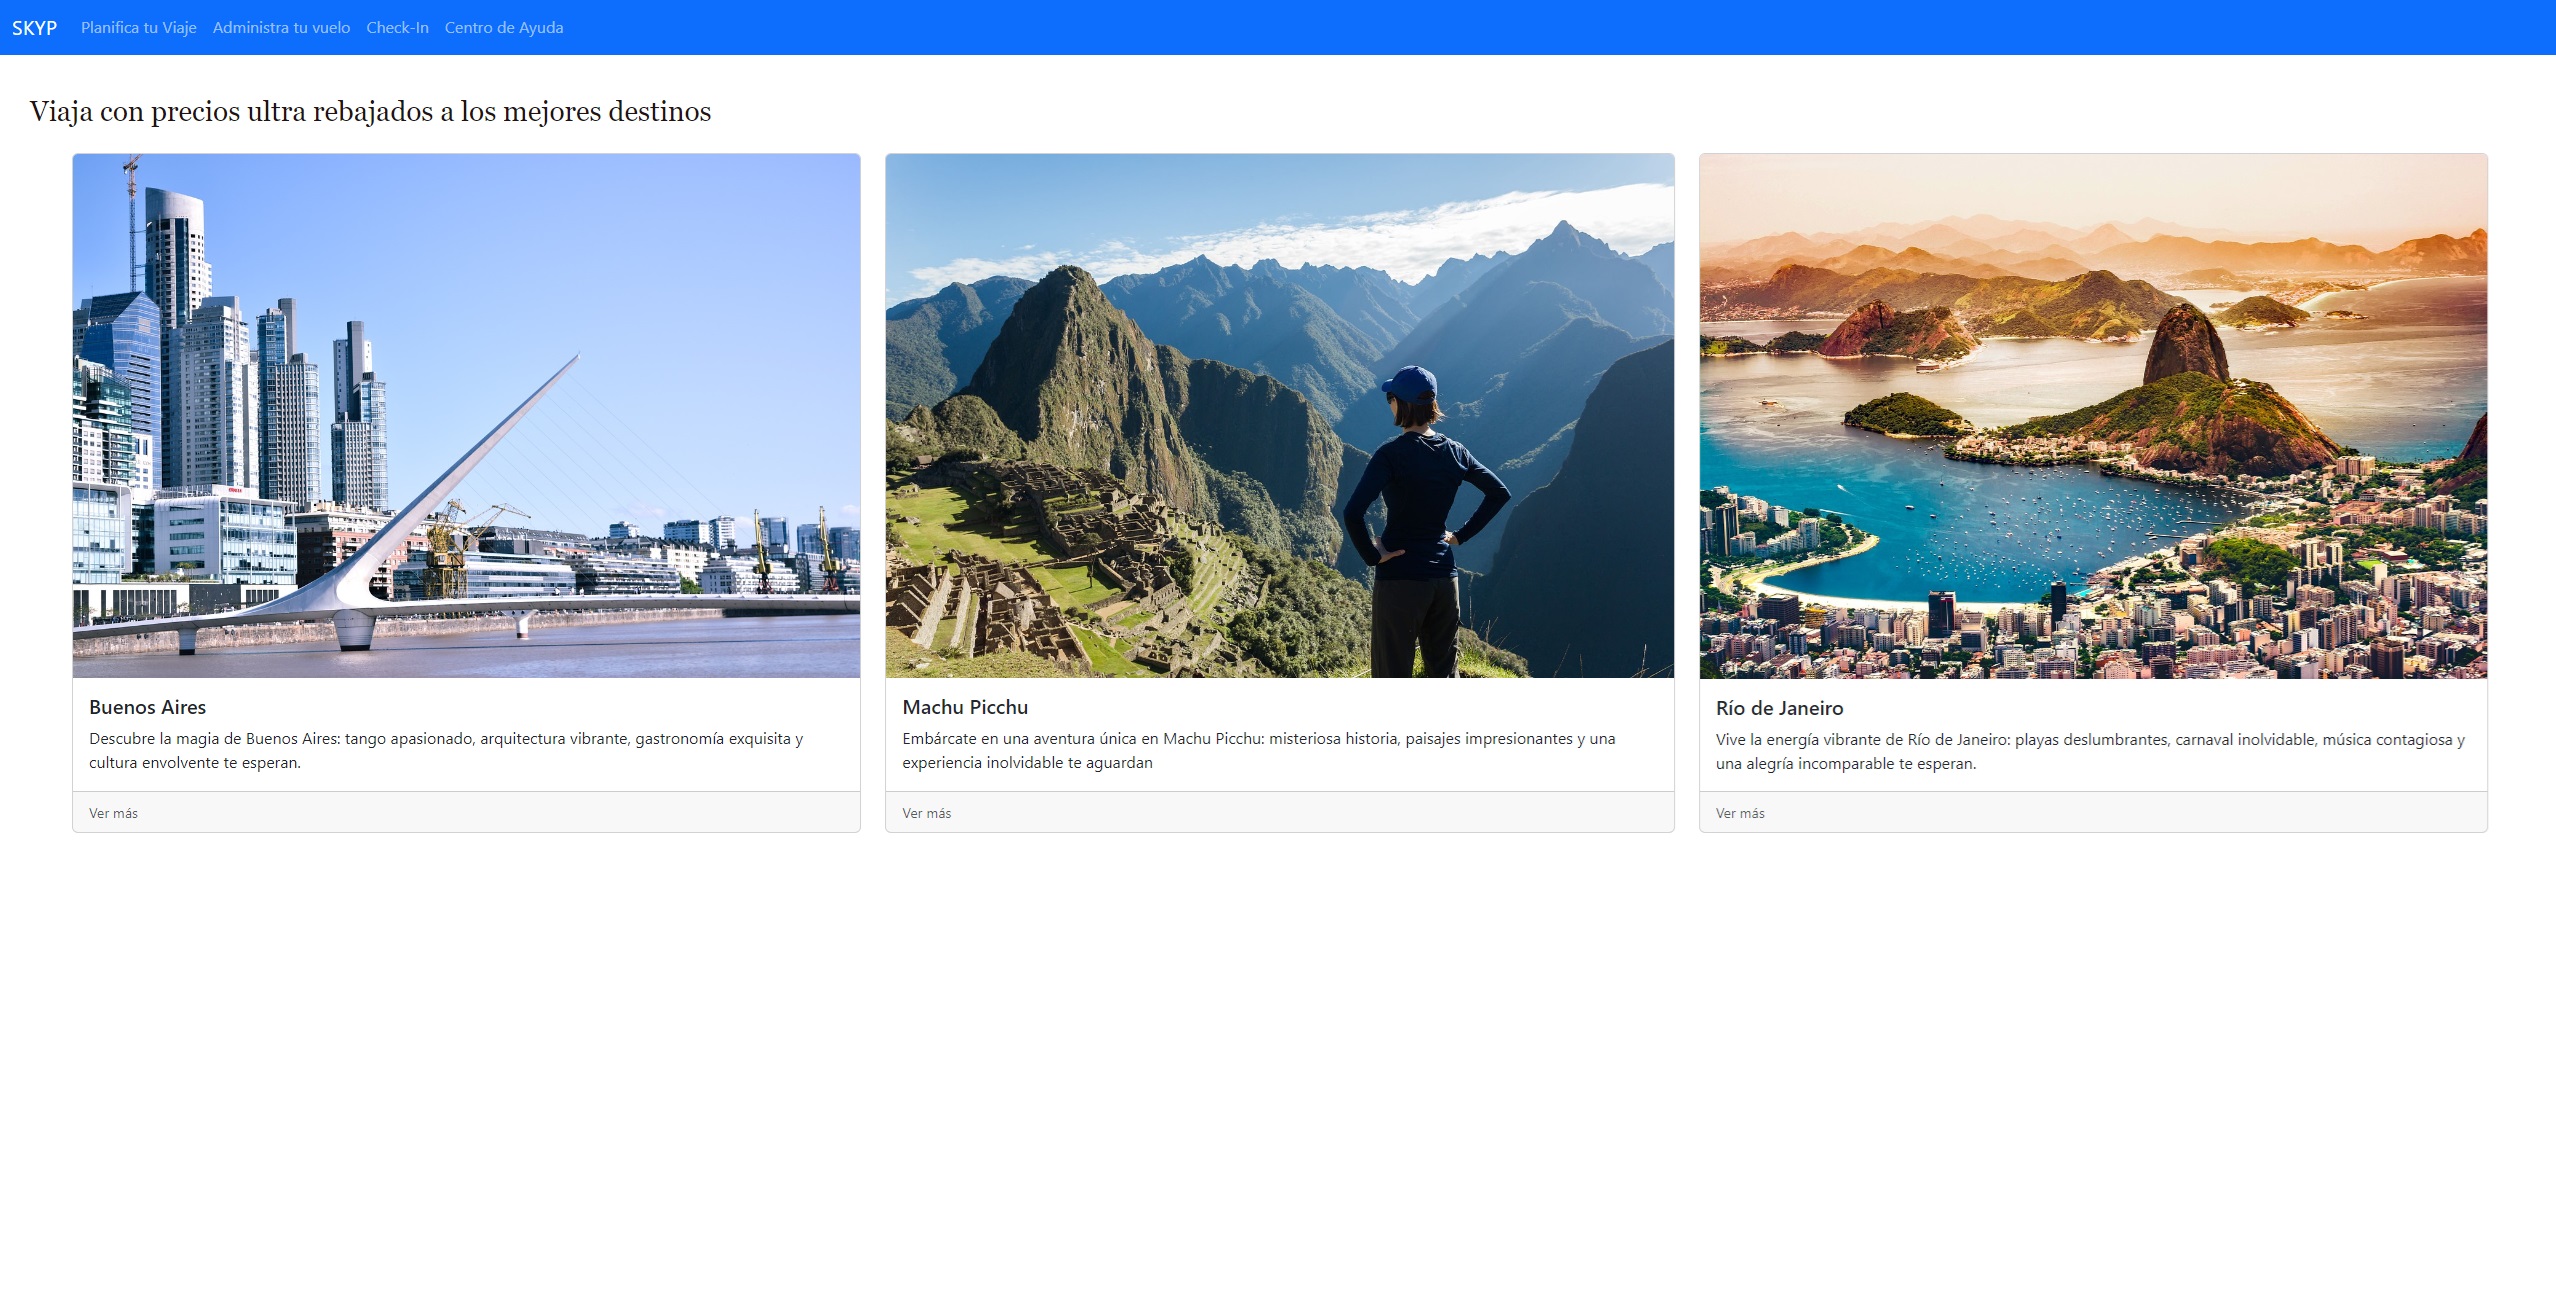 SKYP Planifica tu Viaje Administra tu vuelo Check-In Centro de Ayuda
Viaja con precios ultra rebajados a los mejores destinos
Buenos Aires
Descubre la magia de Buenos Aires: tango apasionado, arquitectura vibrante, gastronomía exquisita y
cultura envolvente te esperan.
Ver más
Machu Picchu
Embárcate en una aventura única en Machu Picchu: misteriosa historia, paisajes impresionantes y una
experiencia inolvidable te aguardan
Ver más
Río de Janeiro
Vive la energía vibrante de Río de Janeiro: playas deslumbrantes, carnaval inolvidable, música contagiosa y
una alegría incomparable te esperan.
Ver más